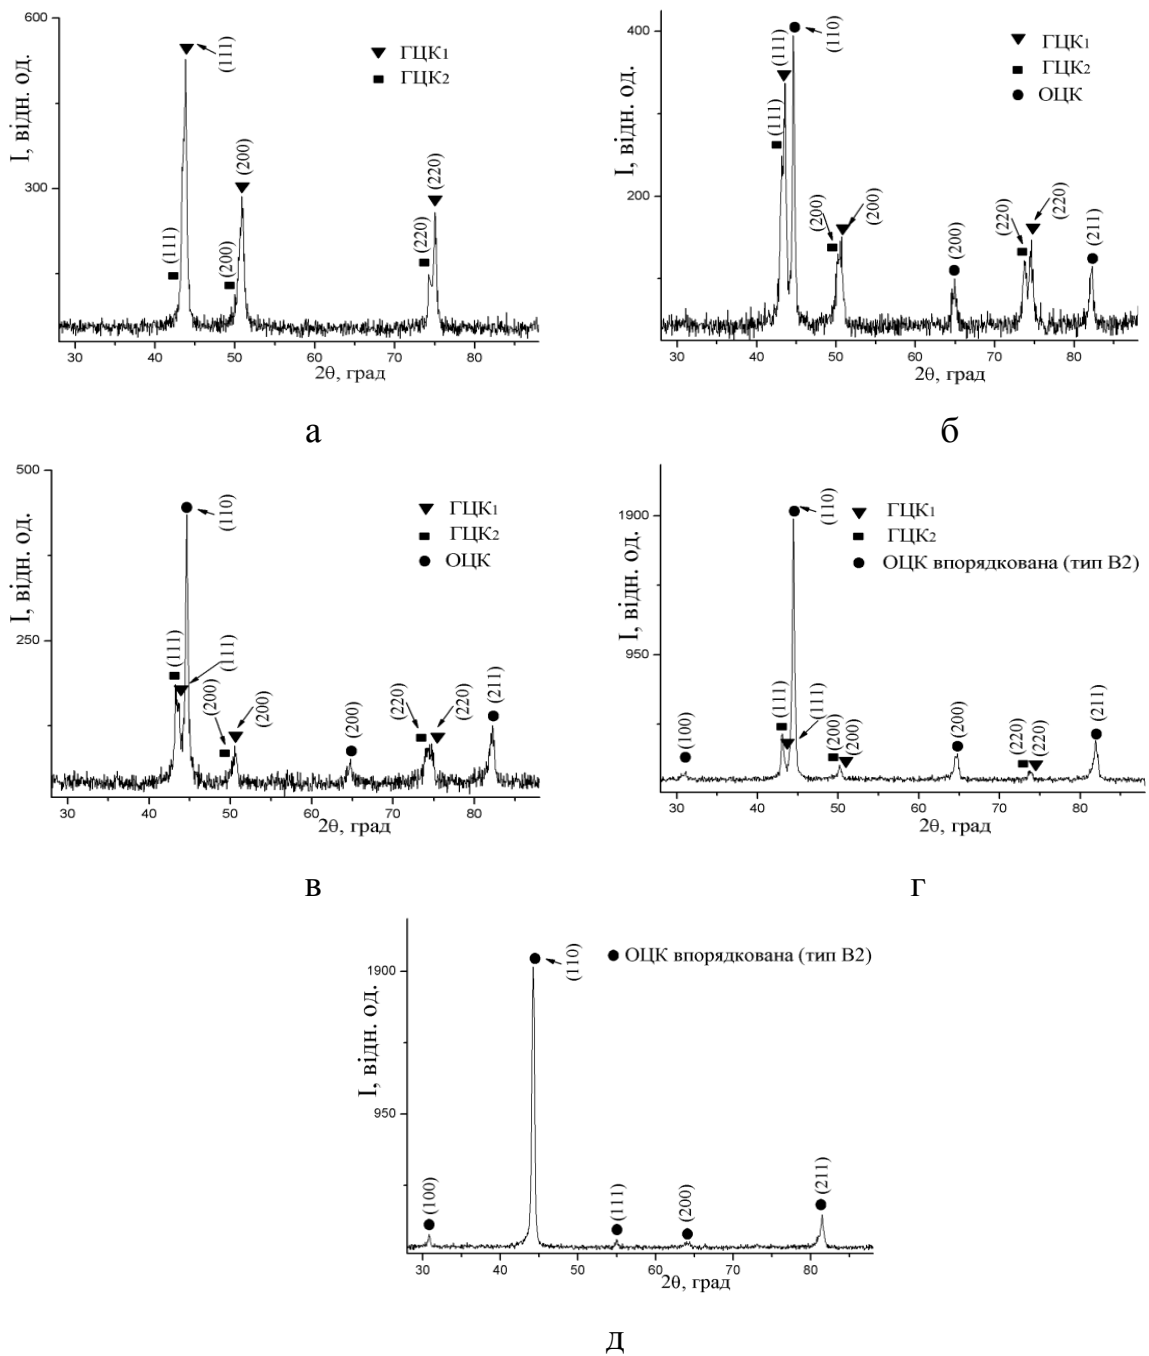 600
300
I, відн. од.
(111)
(111)
(200)
(200)
(220)
(220)
ГЦК1
ГЦК2
30 40 50 60 70 80
2θ, град
а
400
200
I, відн. од.
(111)
(111)
(110)
(200)
(200)
(200)
(220)
(220)
(211)
ГЦК1
ГЦК2
ОЦК
30 40 50 60 70 80
2θ, град
б
500
250
I, відн. од.
(110)
(111)
(111)
(200)
(200)
(200)
(220)
(220)
(211)
ГЦК1
ГЦК2
ОЦК
30 40 50 60 70 80
2θ, град
в
1900
950
I, відн. од.
(100)
(111)
(110)
(111)
(200)
(200)
(200)
(220)
(220)
(211)
ГЦК1
ГЦК2
ОЦК впорядкована (тип В2)
30 40 50 60 70 80
2θ, град
г
1900
950
I, відн. од.
(100)
(110)
(111)
(200)
(211)
ОЦК впорядкована (тип В2)
30 40 50 60 70 80
2θ, град
д